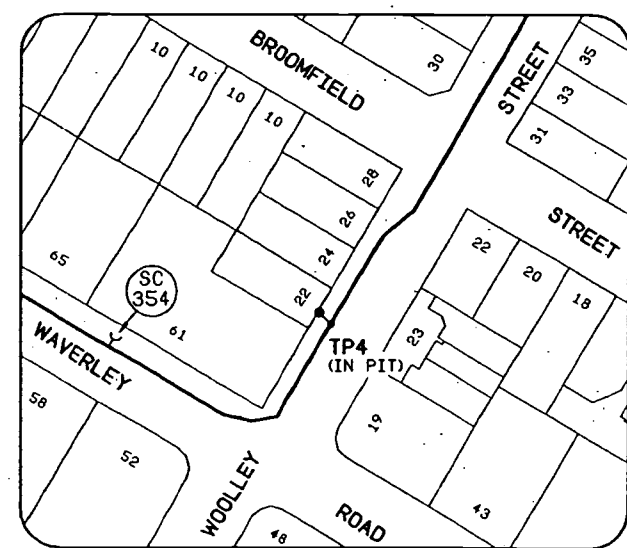 BROOMFIELD
STREET
10
10
10
10
30
35
33
31
STREET
28
26
24
22
22
20
18
65
SC
354
61
TP4
(IN PIT)
23
WAVERLEY
58
52
19
43
WOOLLEY
ROAD
48